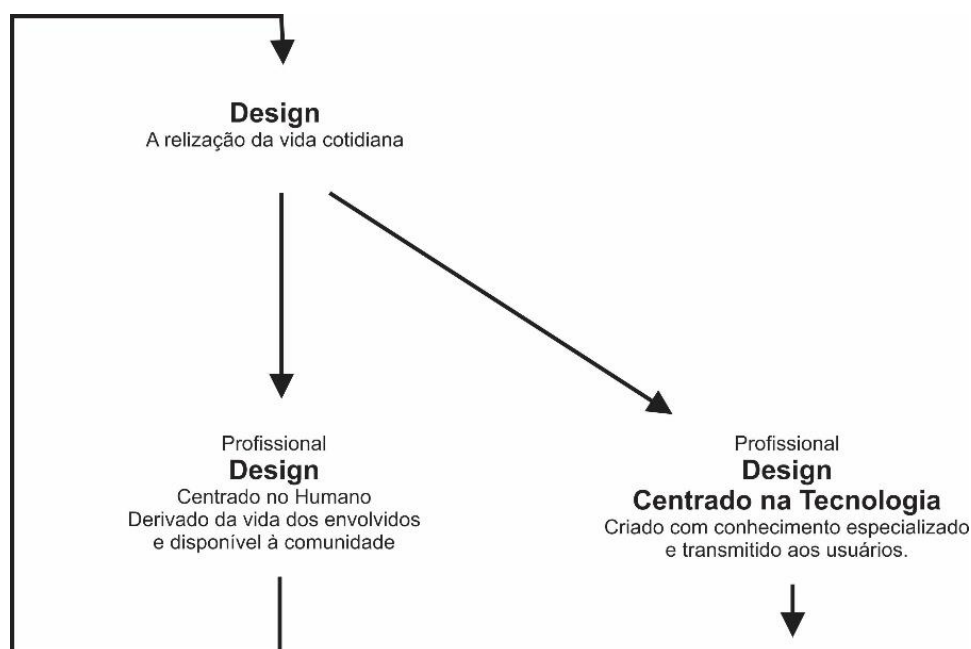 Design
A relização da vida cotidiana
Profissional
Design
Centrado no Humano
Derivado da vida dos envolvidos
e disponível à comunidade
Profissional
Design
Centrado na Tecnologia
Criado com conhecimento especializado
e transmitido aos usuários.